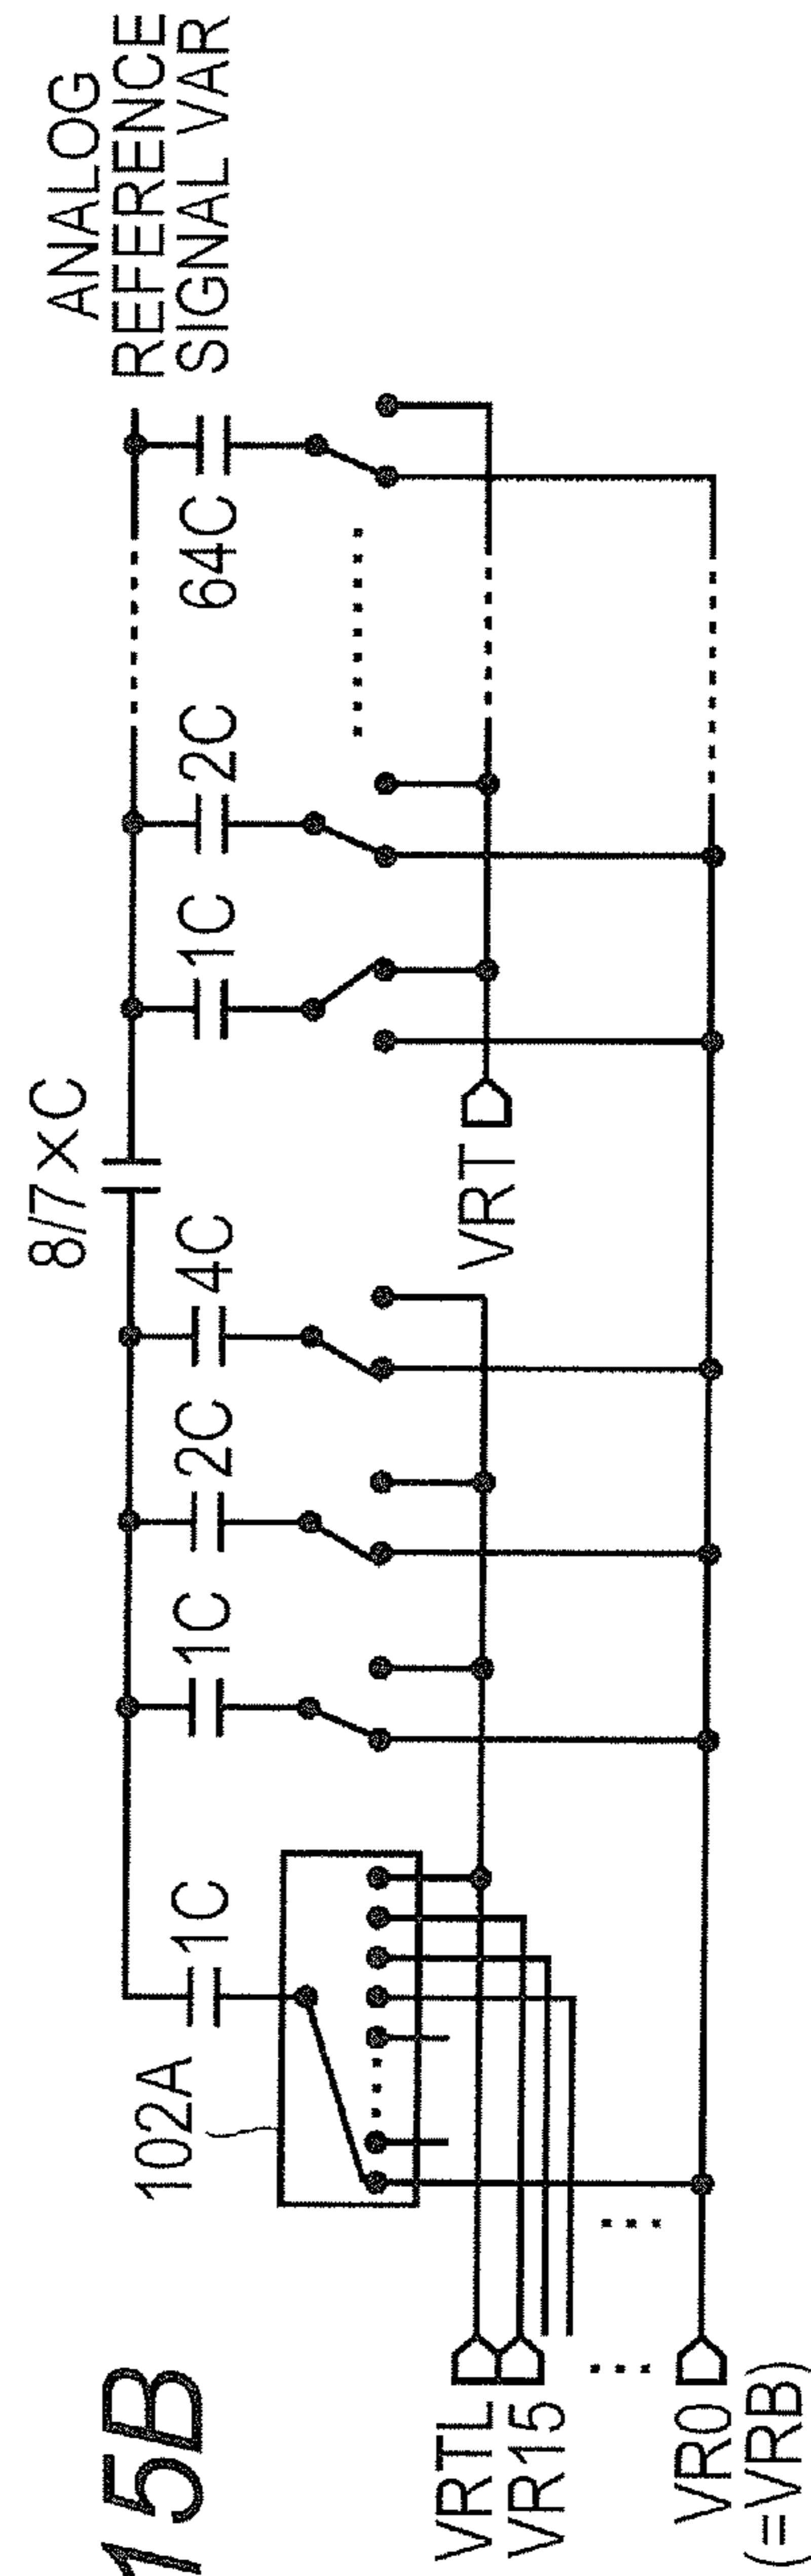 15B
ANALOG
REFERENCE
SIGNAL VAR
8/7×C
102A
1C
1C
2C
4C
1C
2C
64C
VRT
VRTL
VR15
VR0
(=VRB)